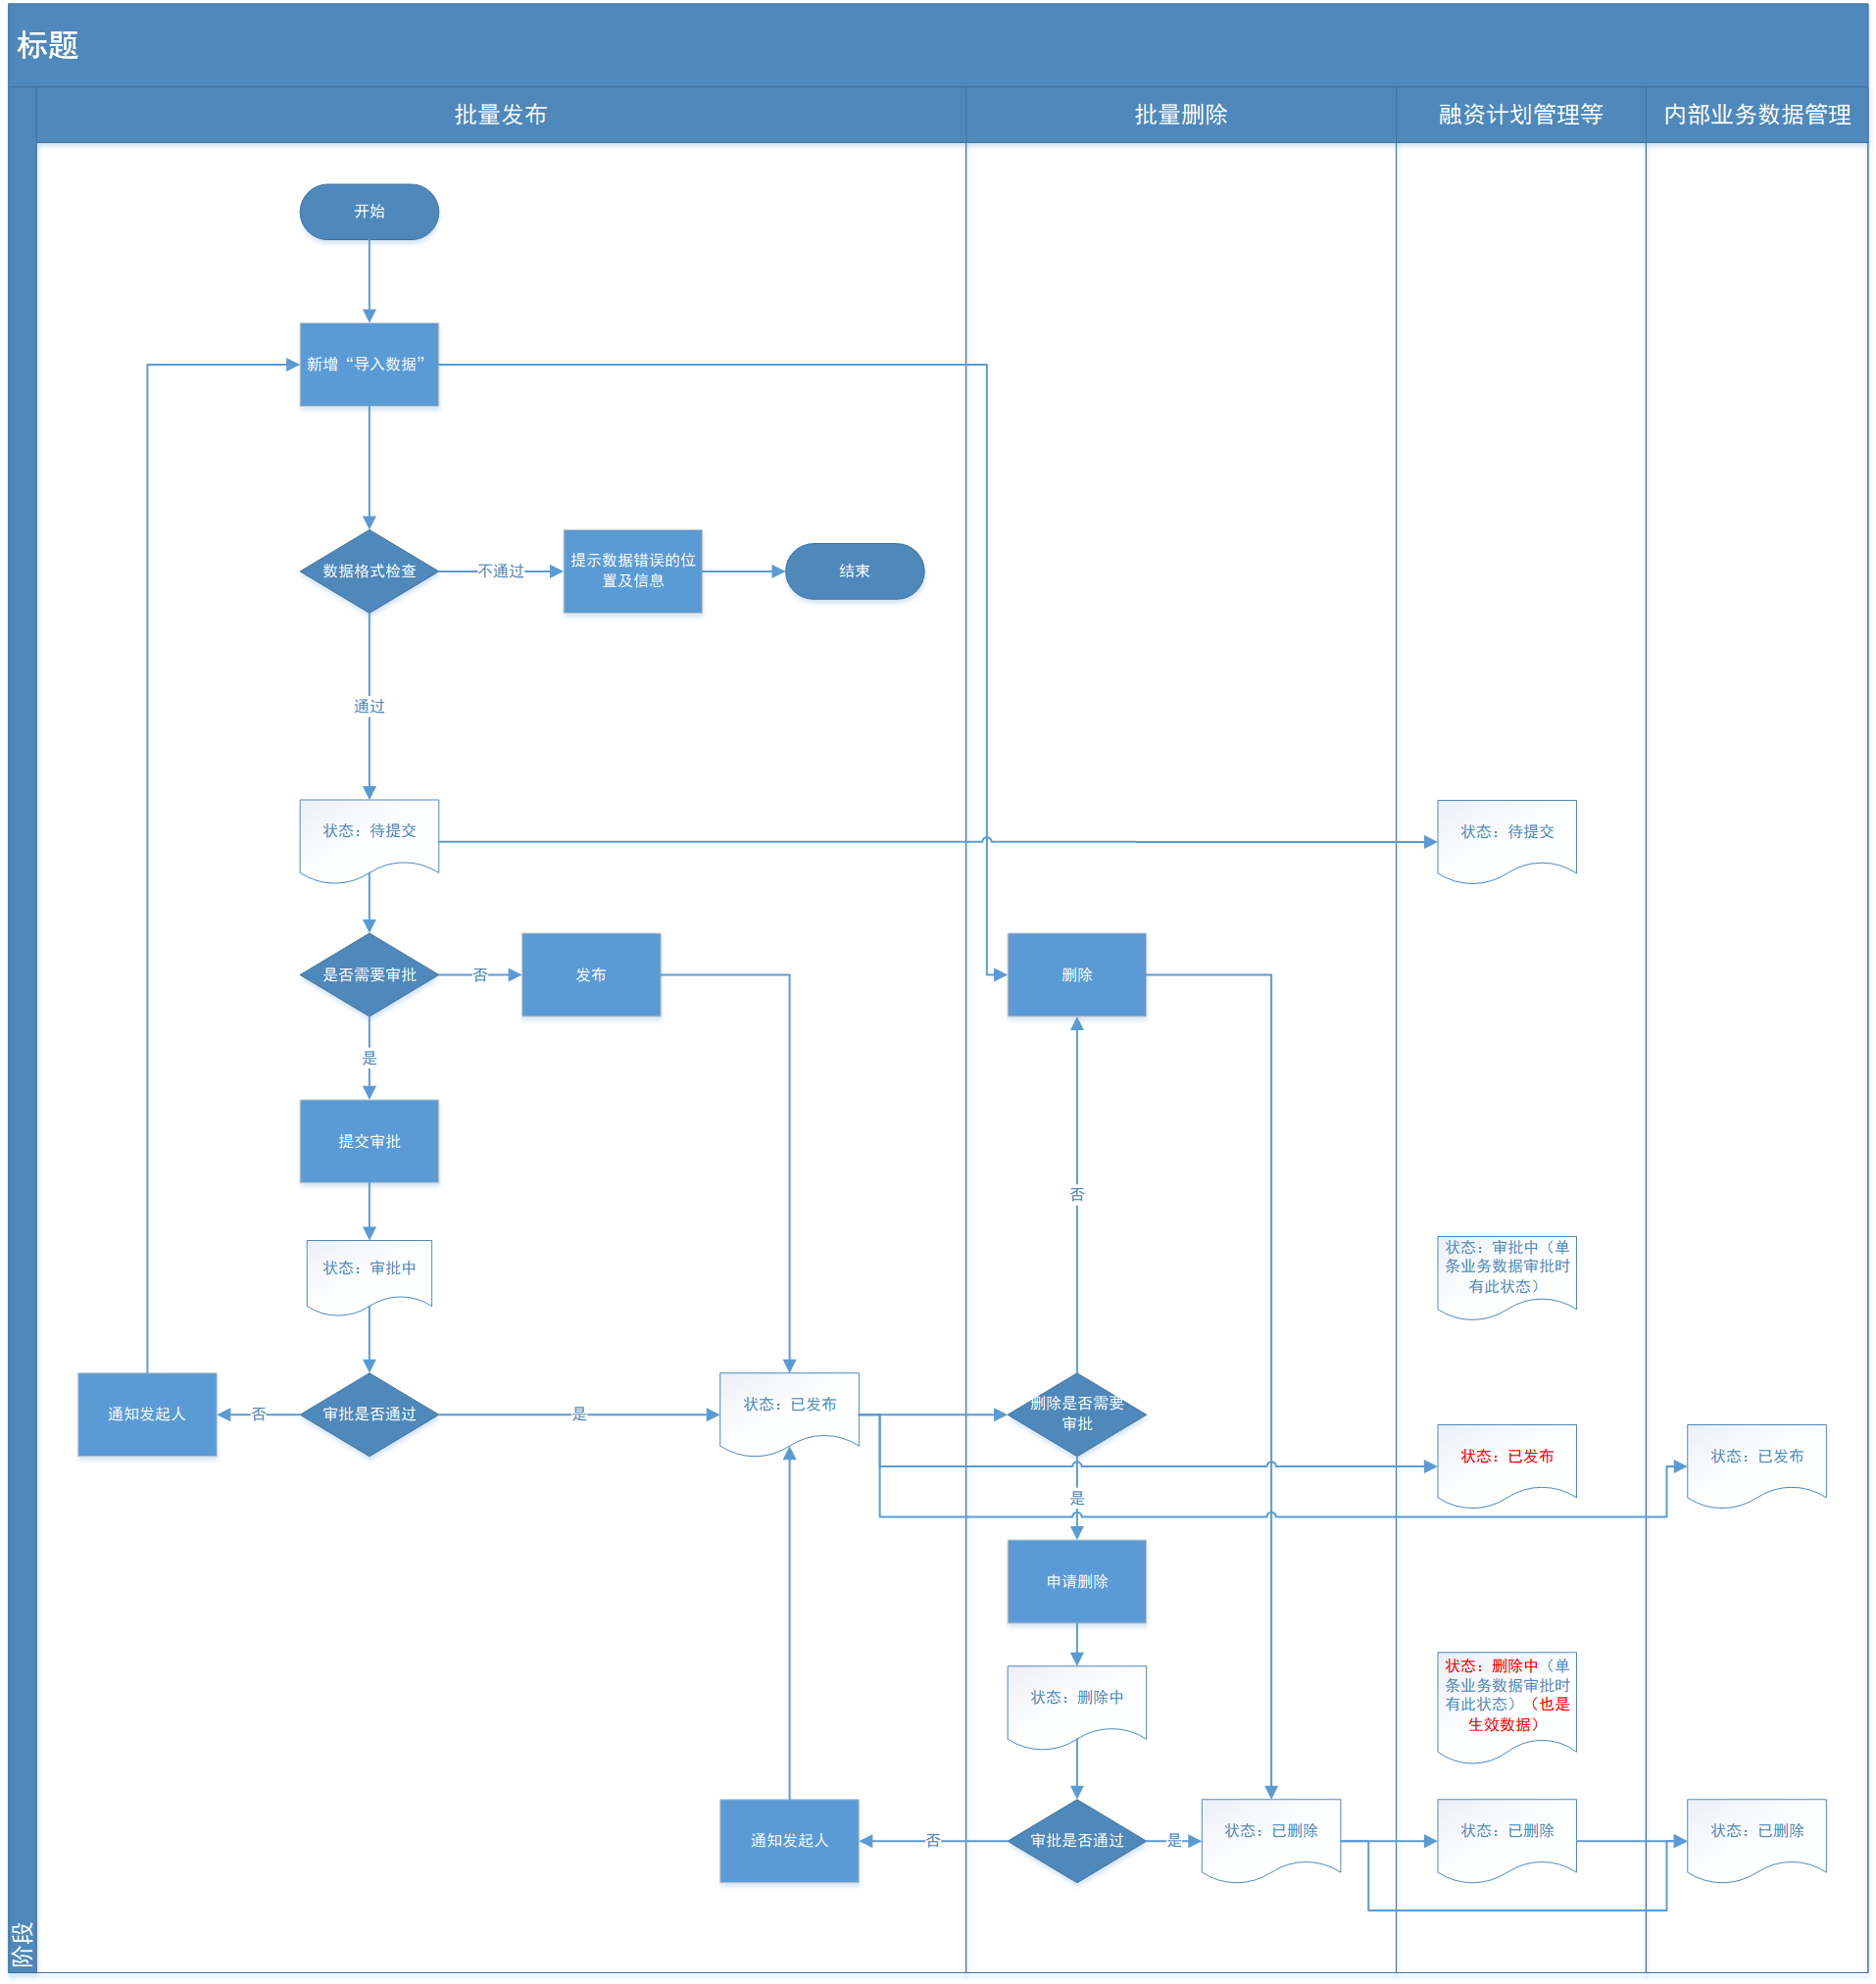 标题
批量发布
批量删除
融资计划管理等
内部业务数据管理
开始
新增“导入数据”
数据格式检查
不通过
提示数据错误的位
置及信息
结束
通过
状态：待提交
状态：待提交
是否需要审批
否
发布
删除
是
提交审批
否
状态：审批中
状态：审批中（单
条业务数据审批时
有此状态）
通知发起人
否
审批是否通过
是
状态：已发布
删除是否需要
审批
状态：已发布
状态：已发布
是
申请删除
状态：删除中
状态：删除中（单
条业务数据审批时
有此状态）（也是
生效数据）
通知发起人
否
审批是否通过
是
状态：已删除
状态：已删除
状态：已删除
阶段